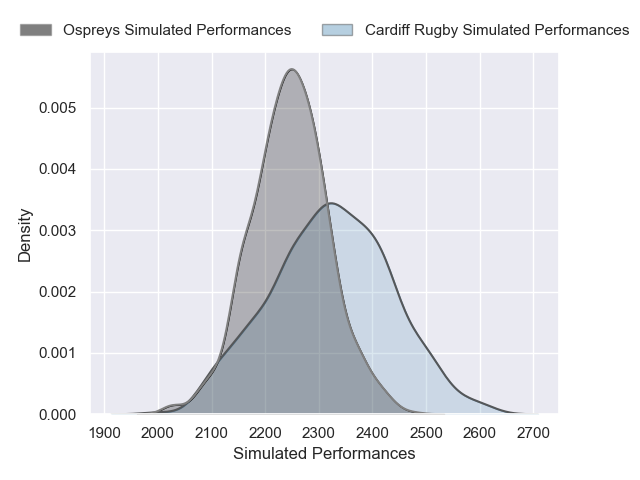 Ospreys Simulated Performances
Cardiff Rugby Simulated Performances
0.005
0.004
0.003
0.002
0.001
0.000
Density
1900 2000 2100 2200 2300 2400 2500 2600 2700
Simulated Performances